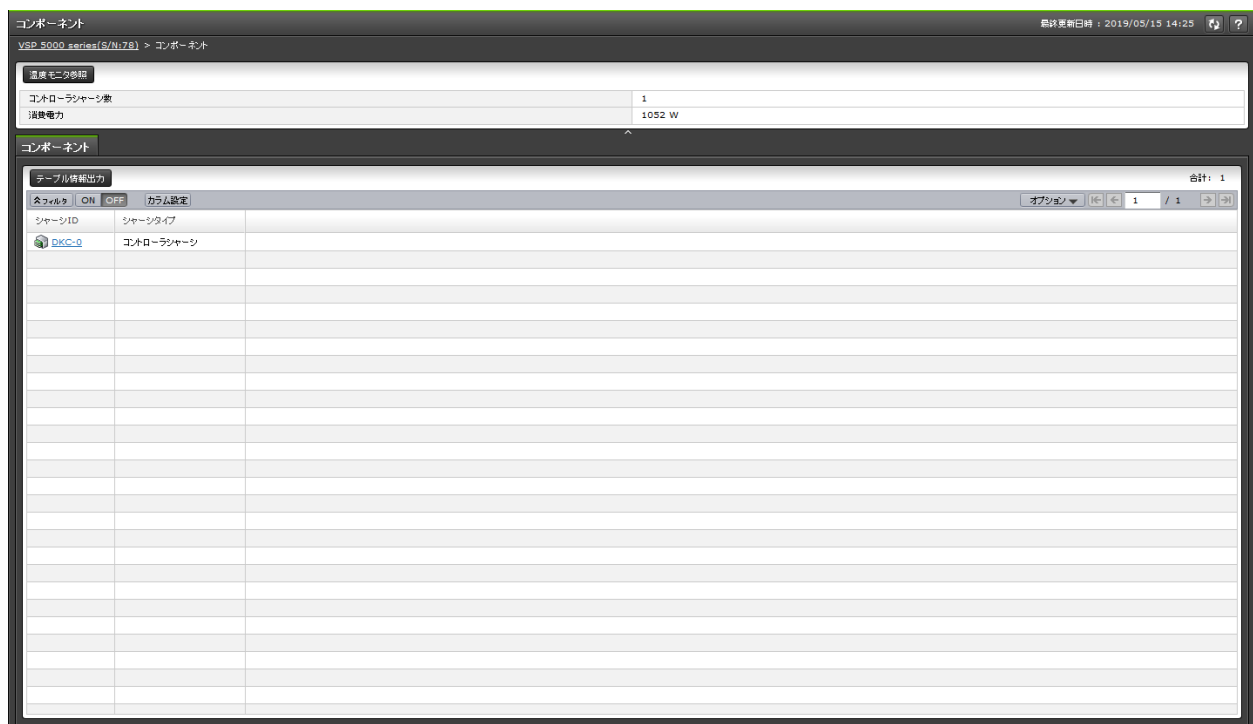 コンポーネント
最終更新日時 : 2019/05/15 14:25
?
VSP 5000 series(S/N:78) > コンポーネント
温度モニタ参照
コントローラシャーシ数 1
消費電力 1052 W
コンポーネント
テーブル情報出力 合計: 1
フィルタ ON OFF カラム設定 オプション 1 / 1
シャーシID シャーシタイプ
DKC-0 コントローラシャーシ